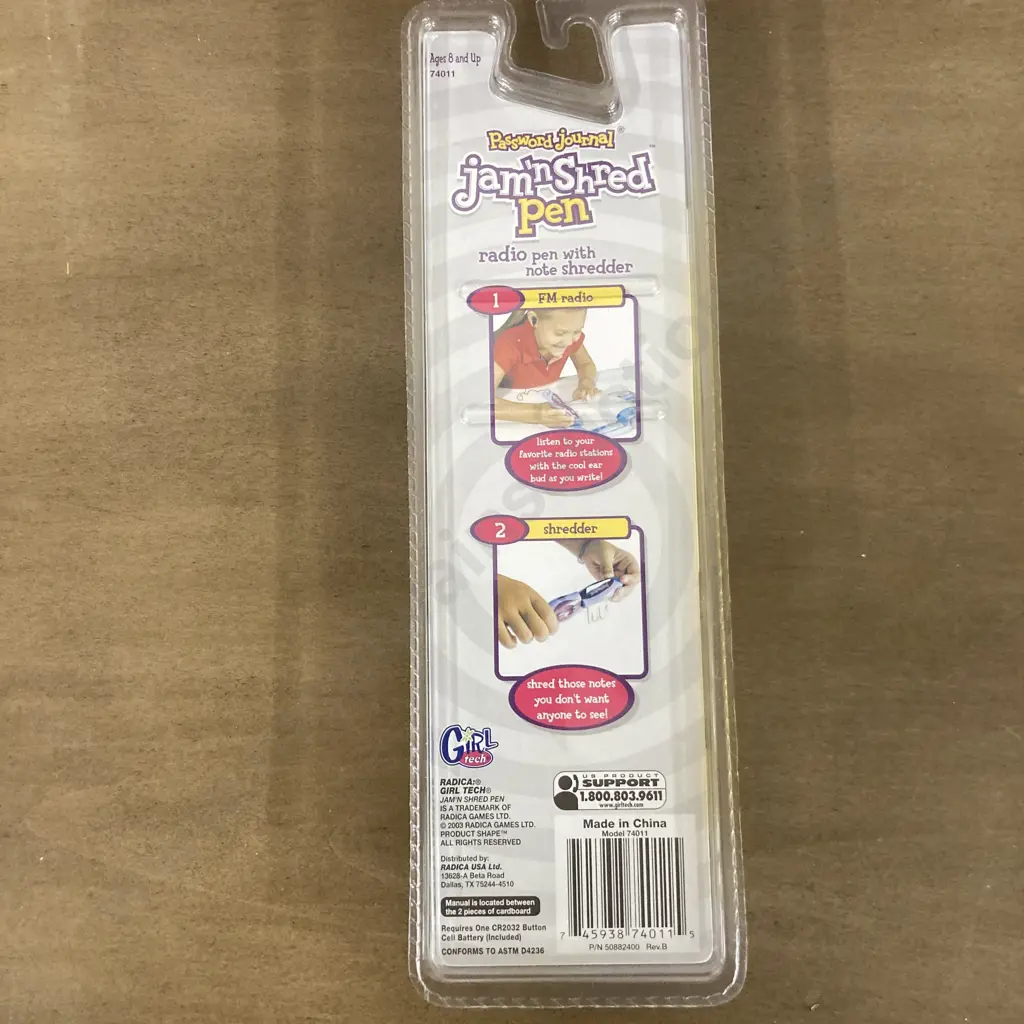 Ages 8 and Up
74011
Password Journal®
jam'n Shred™
pen
radio pen with
note shredder
1 FM radio
listen to your
favorite radio stations
with the cool ear
bud as you write!
2 shredder
shred those notes
you don't want
anyone to see!
GiRL
tech
RADICA:®
GIRL TECH®
JAM'N SHRED PEN
IS A TRADEMARK OF
RADICA GAMES LTD.
© 2003 RADICA GAMES LTD.
PRODUCT SHAPE™
ALL RIGHTS RESERVED
Distributed by:
RADICA USA Ltd.
13628-A Beta Road
Dallas, TX 75244-4510
Manual is located between
the 2 pieces of cardboard
Requires One CR2032 Button
Cell Battery (Included)
CONFORMS TO ASTM D4236
US PRODUCT
SUPPORT
1.800.803.9611
www.girltech.com
Made in China
Model 74011
7 45938 74011 5
P/N 50882400 Rev.B